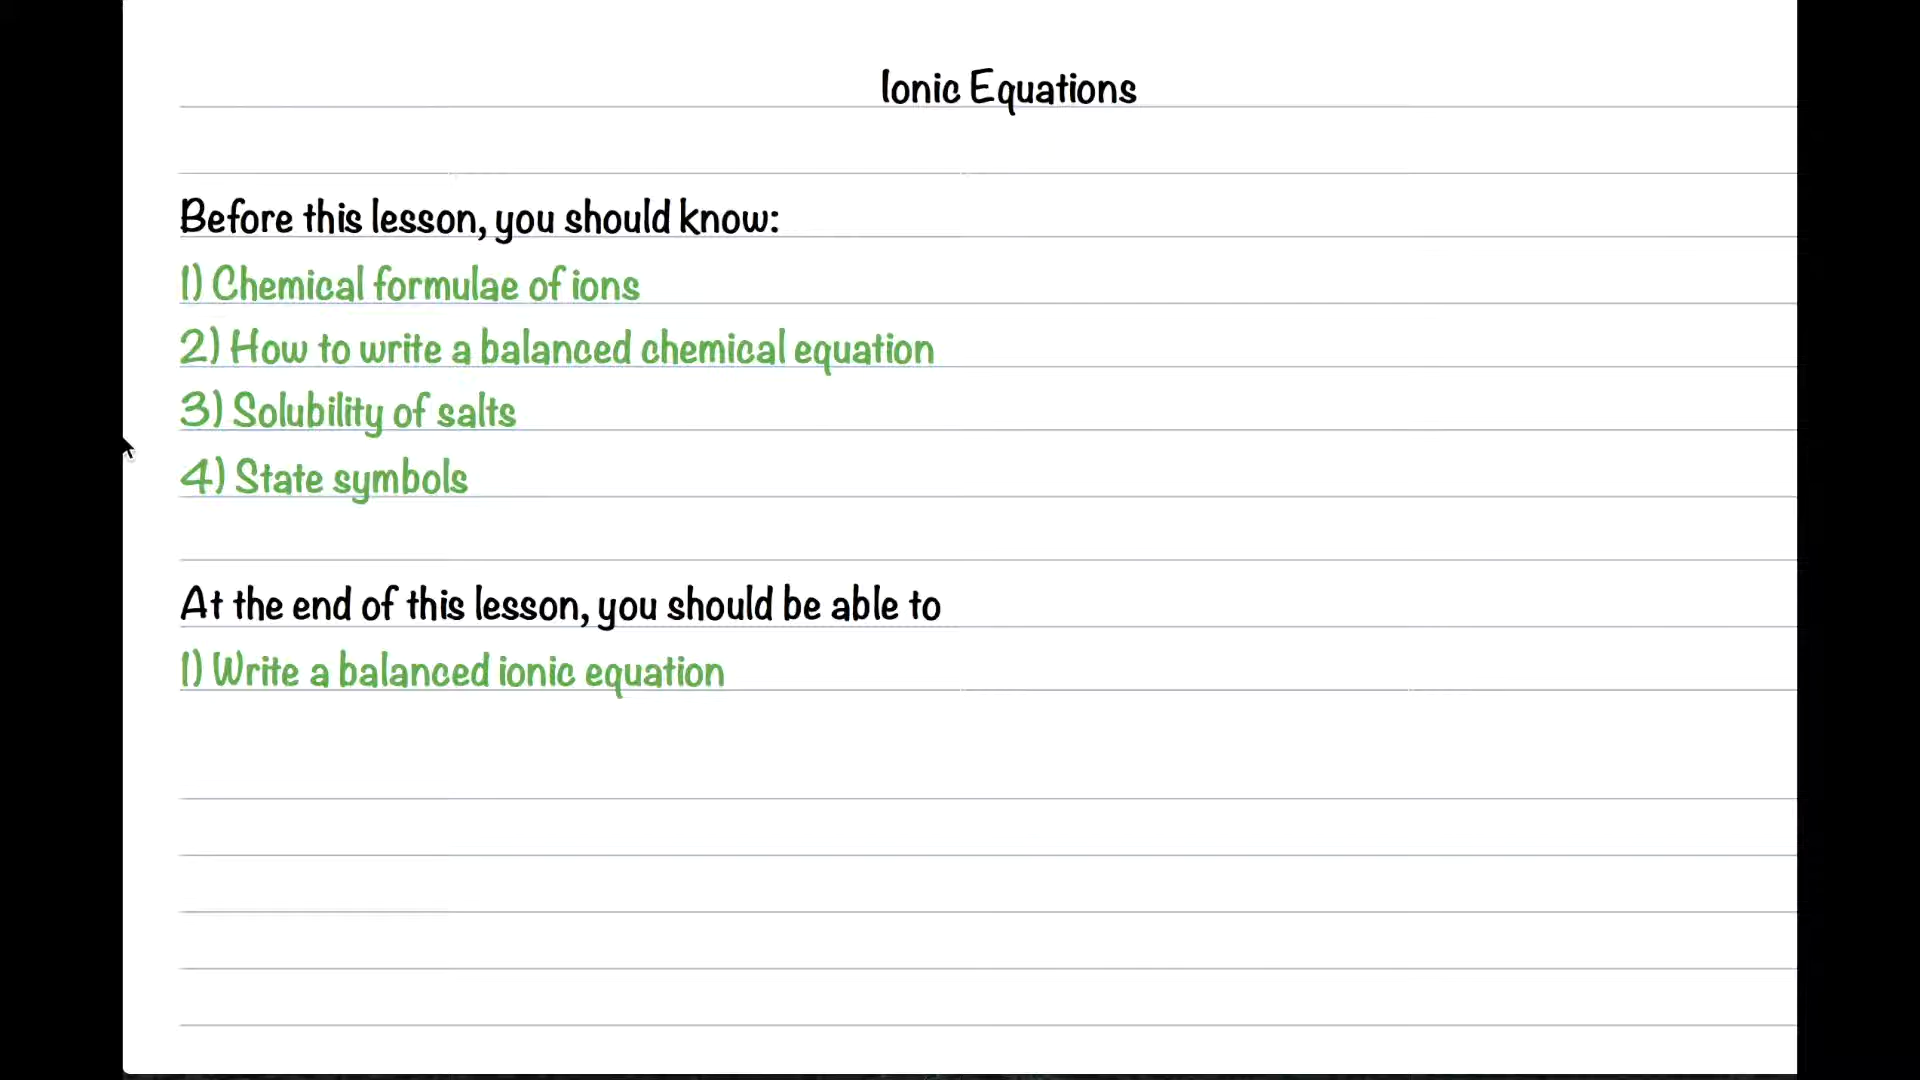 Ionic Equations
Before this lesson, you should know:
1) Chemical formulae of ions
2) How to write a balanced chemical equation
3) Solubility of salts
4) State symbols
At the end of this lesson, you should be able to
1) Write a balanced ionic equation